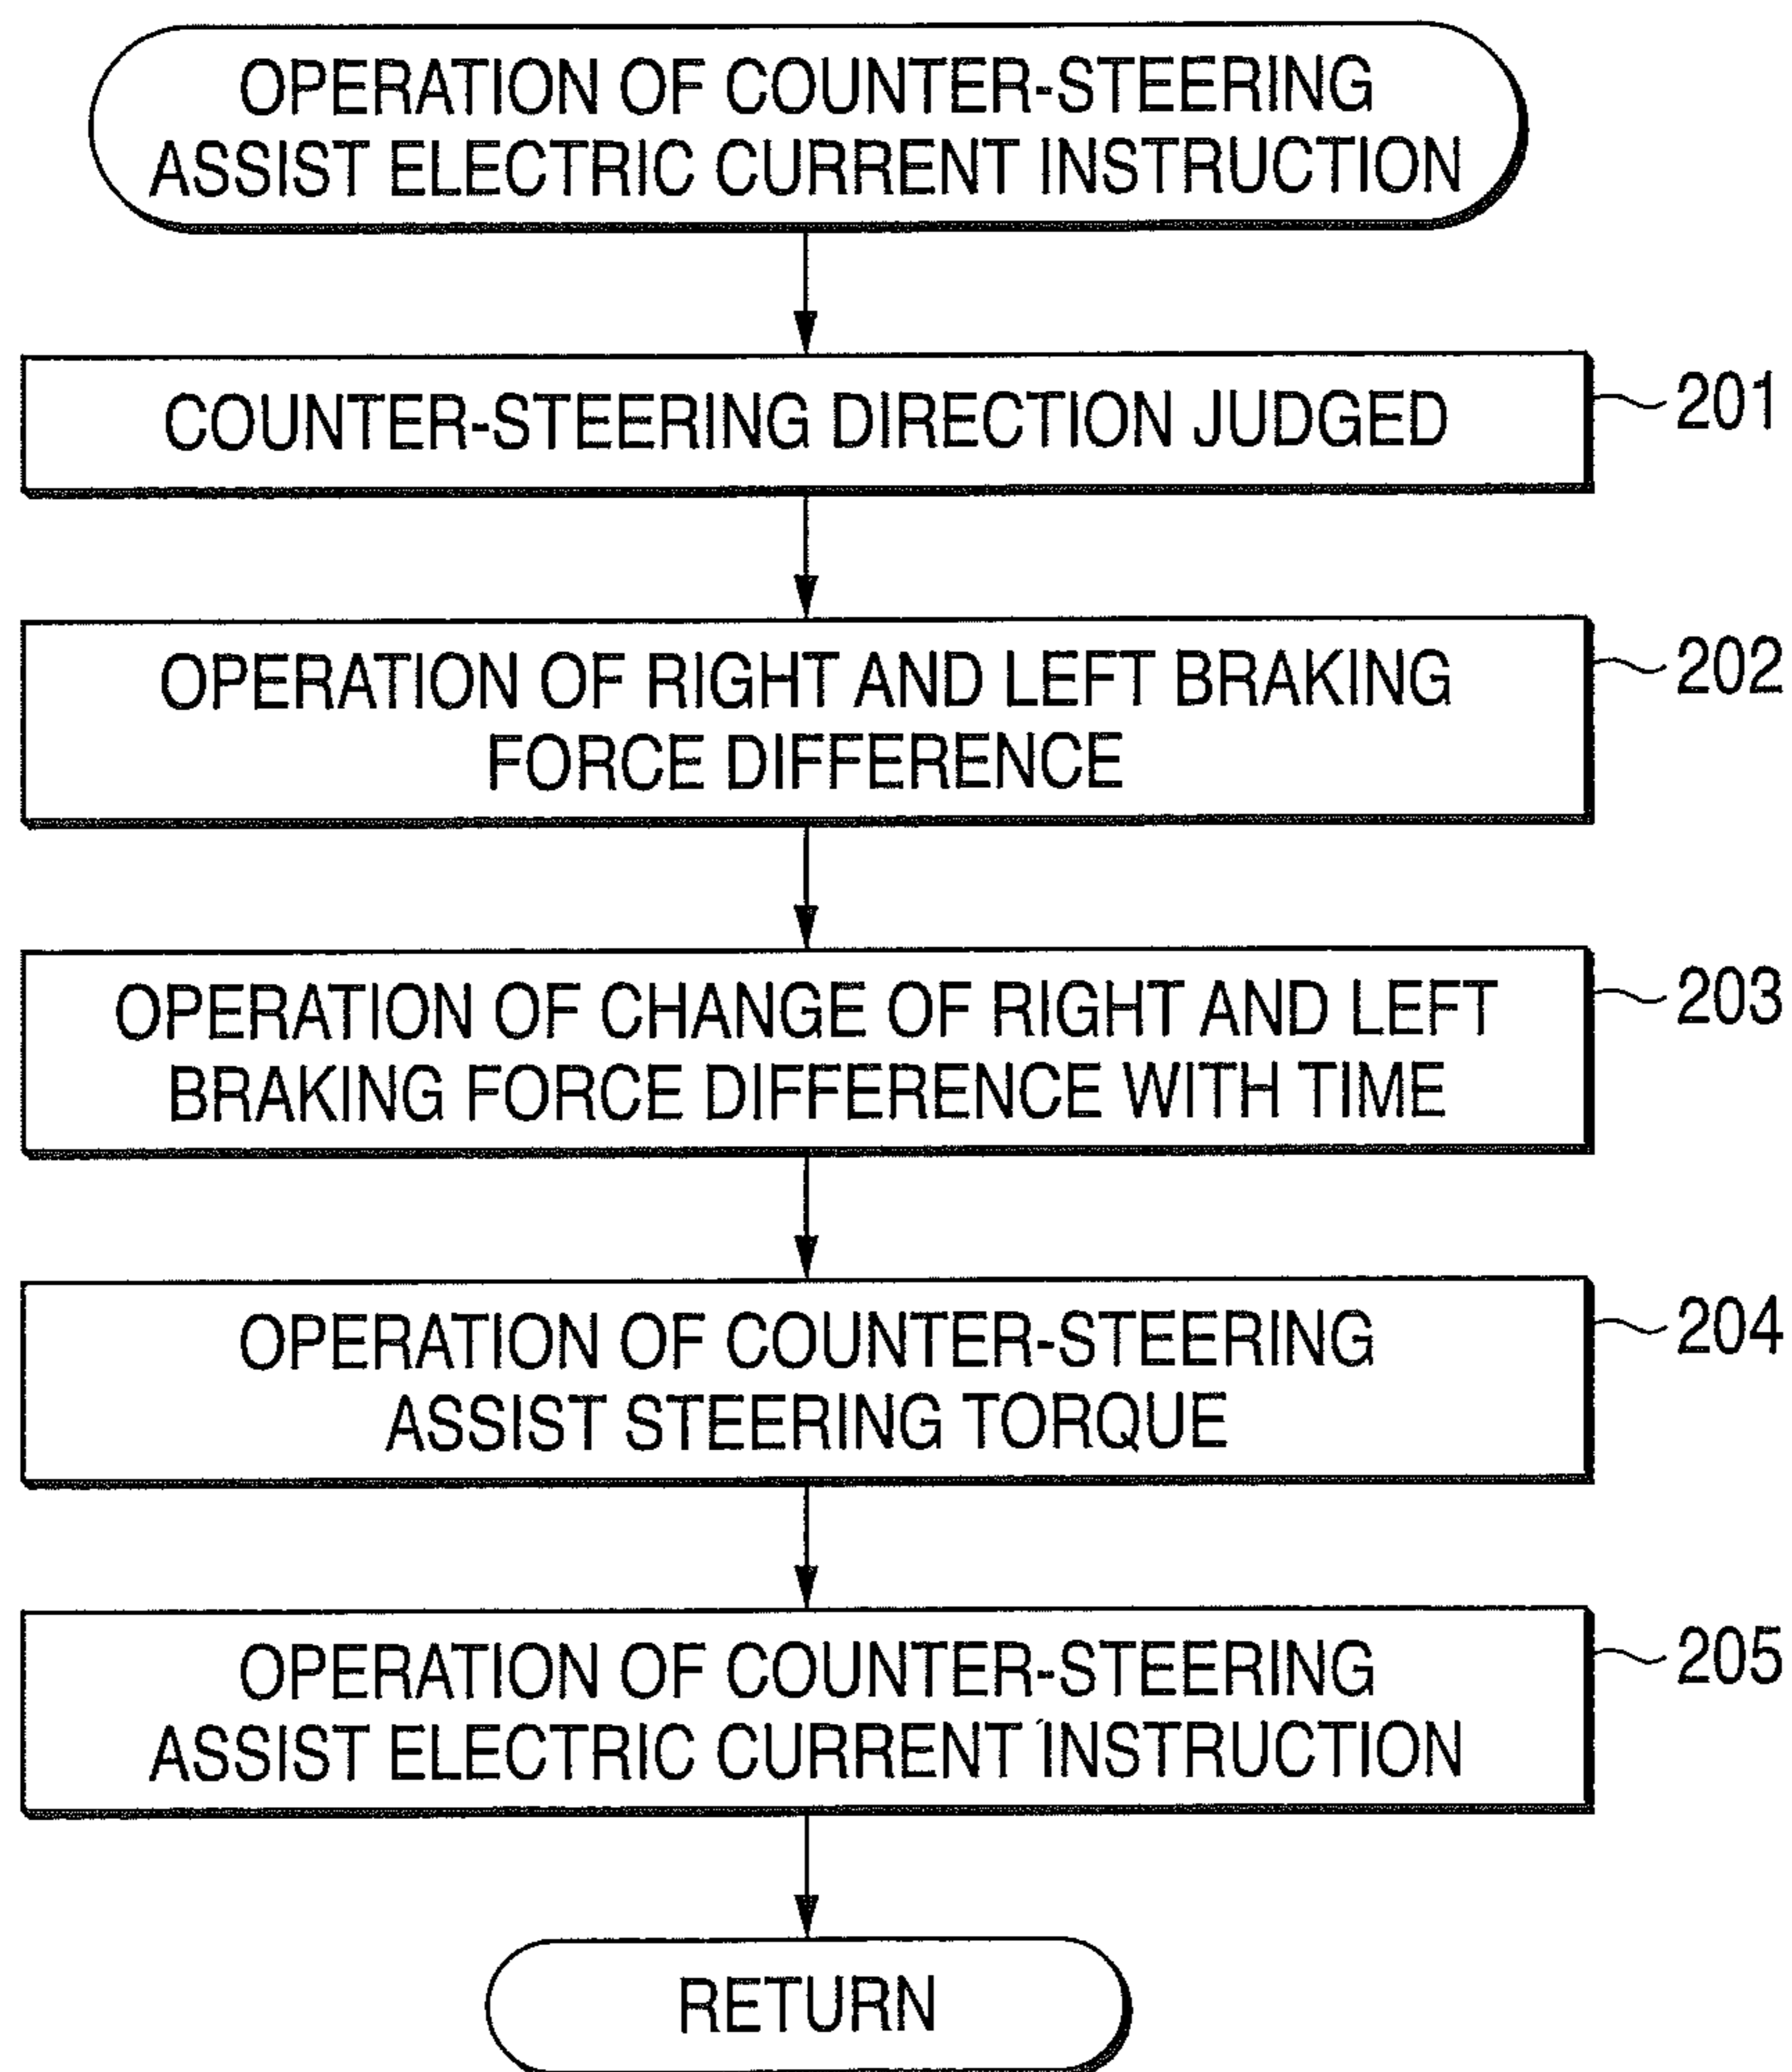 OPERATION OF COUNTER-STEERING
ASSIST ELECTRIC CURRENT INSTRUCTION
COUNTER-STEERING DIRECTION JUDGED
201
OPERATION OF RIGHT AND LEFT BRAKING
FORCE DIFFERENCE
202
OPERATION OF CHANGE OF RIGHT AND LEFT
BRAKING FORCE DIFFERENCE WITH TIME
203
OPERATION OF COUNTER-STEERING
ASSIST STEERING TORQUE
204
OPERATION OF COUNTER-STEERING
ASSIST ELECTRIC CURRENT INSTRUCTION
205
RETURN